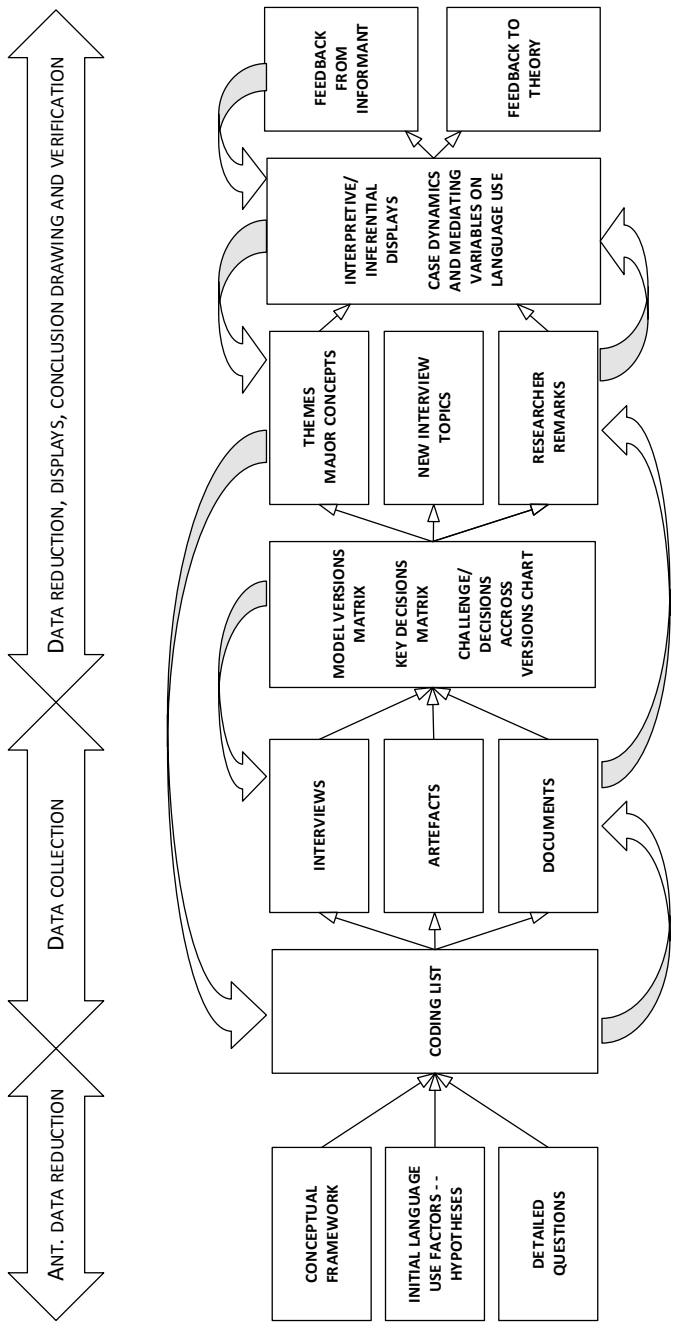 ANT. DATA REDUCTION
DATA COLLECTION
DATA REDUCTION, DISPLAYS, CONCLUSION DRAWING AND VERIFICATION
CONCEPTUAL
FRAMEWORK
INITIAL LANGUAGE
USE FACTORS - -
HYPOTHESES
DETAILED
QUESTIONS
CODING LIST
INTERVIEWS
ARTEFACTS
DOCUMENTS
MODEL VERSIONS
MATRIX
KEY DECISIONS
MATRIX
CHALLENGE/
DECISIONS
ACCROSS
VERSIONS CHART
THEMES
MAJOR CONCEPTS
NEW INTERVIEW
TOPICS
RESEARCHER
REMARKS
INTERPRETIVE/
INFERENTIAL
DISPLAYS
CASE DYNAMICS
AND MEDIATING
VARIABLES ON
LANGUAGE USE
FEEDBACK
FROM
INFORMANT
FEEDBACK TO
THEORY